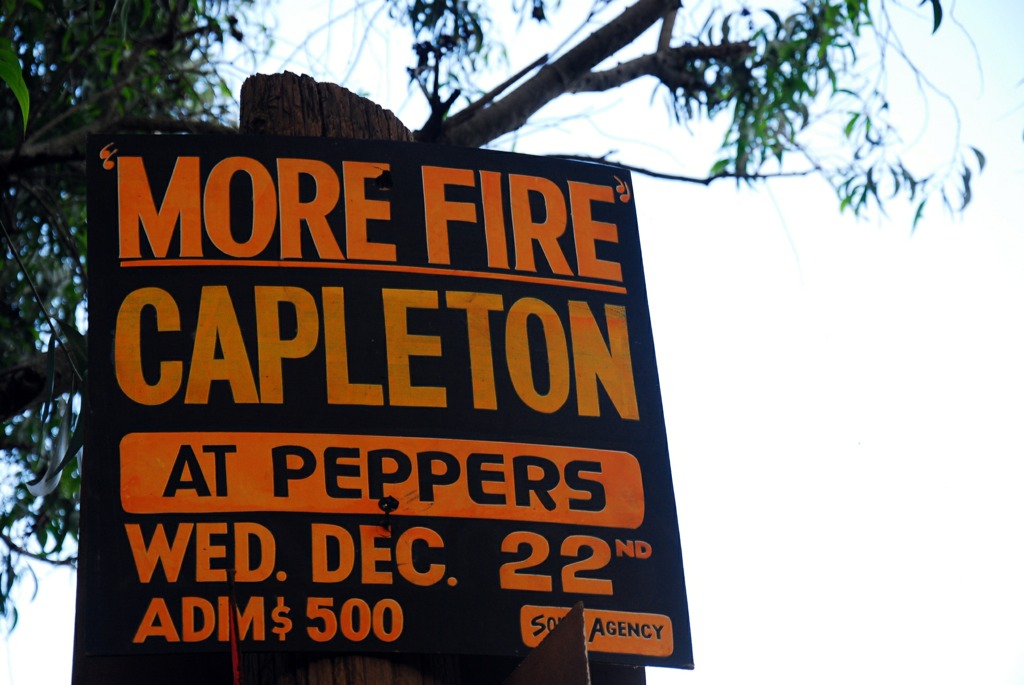 "MORE FIRE"
CAPLETON
AT PEPPERS
WED. DEC. 22ND
ADM $ 500
AGENCY